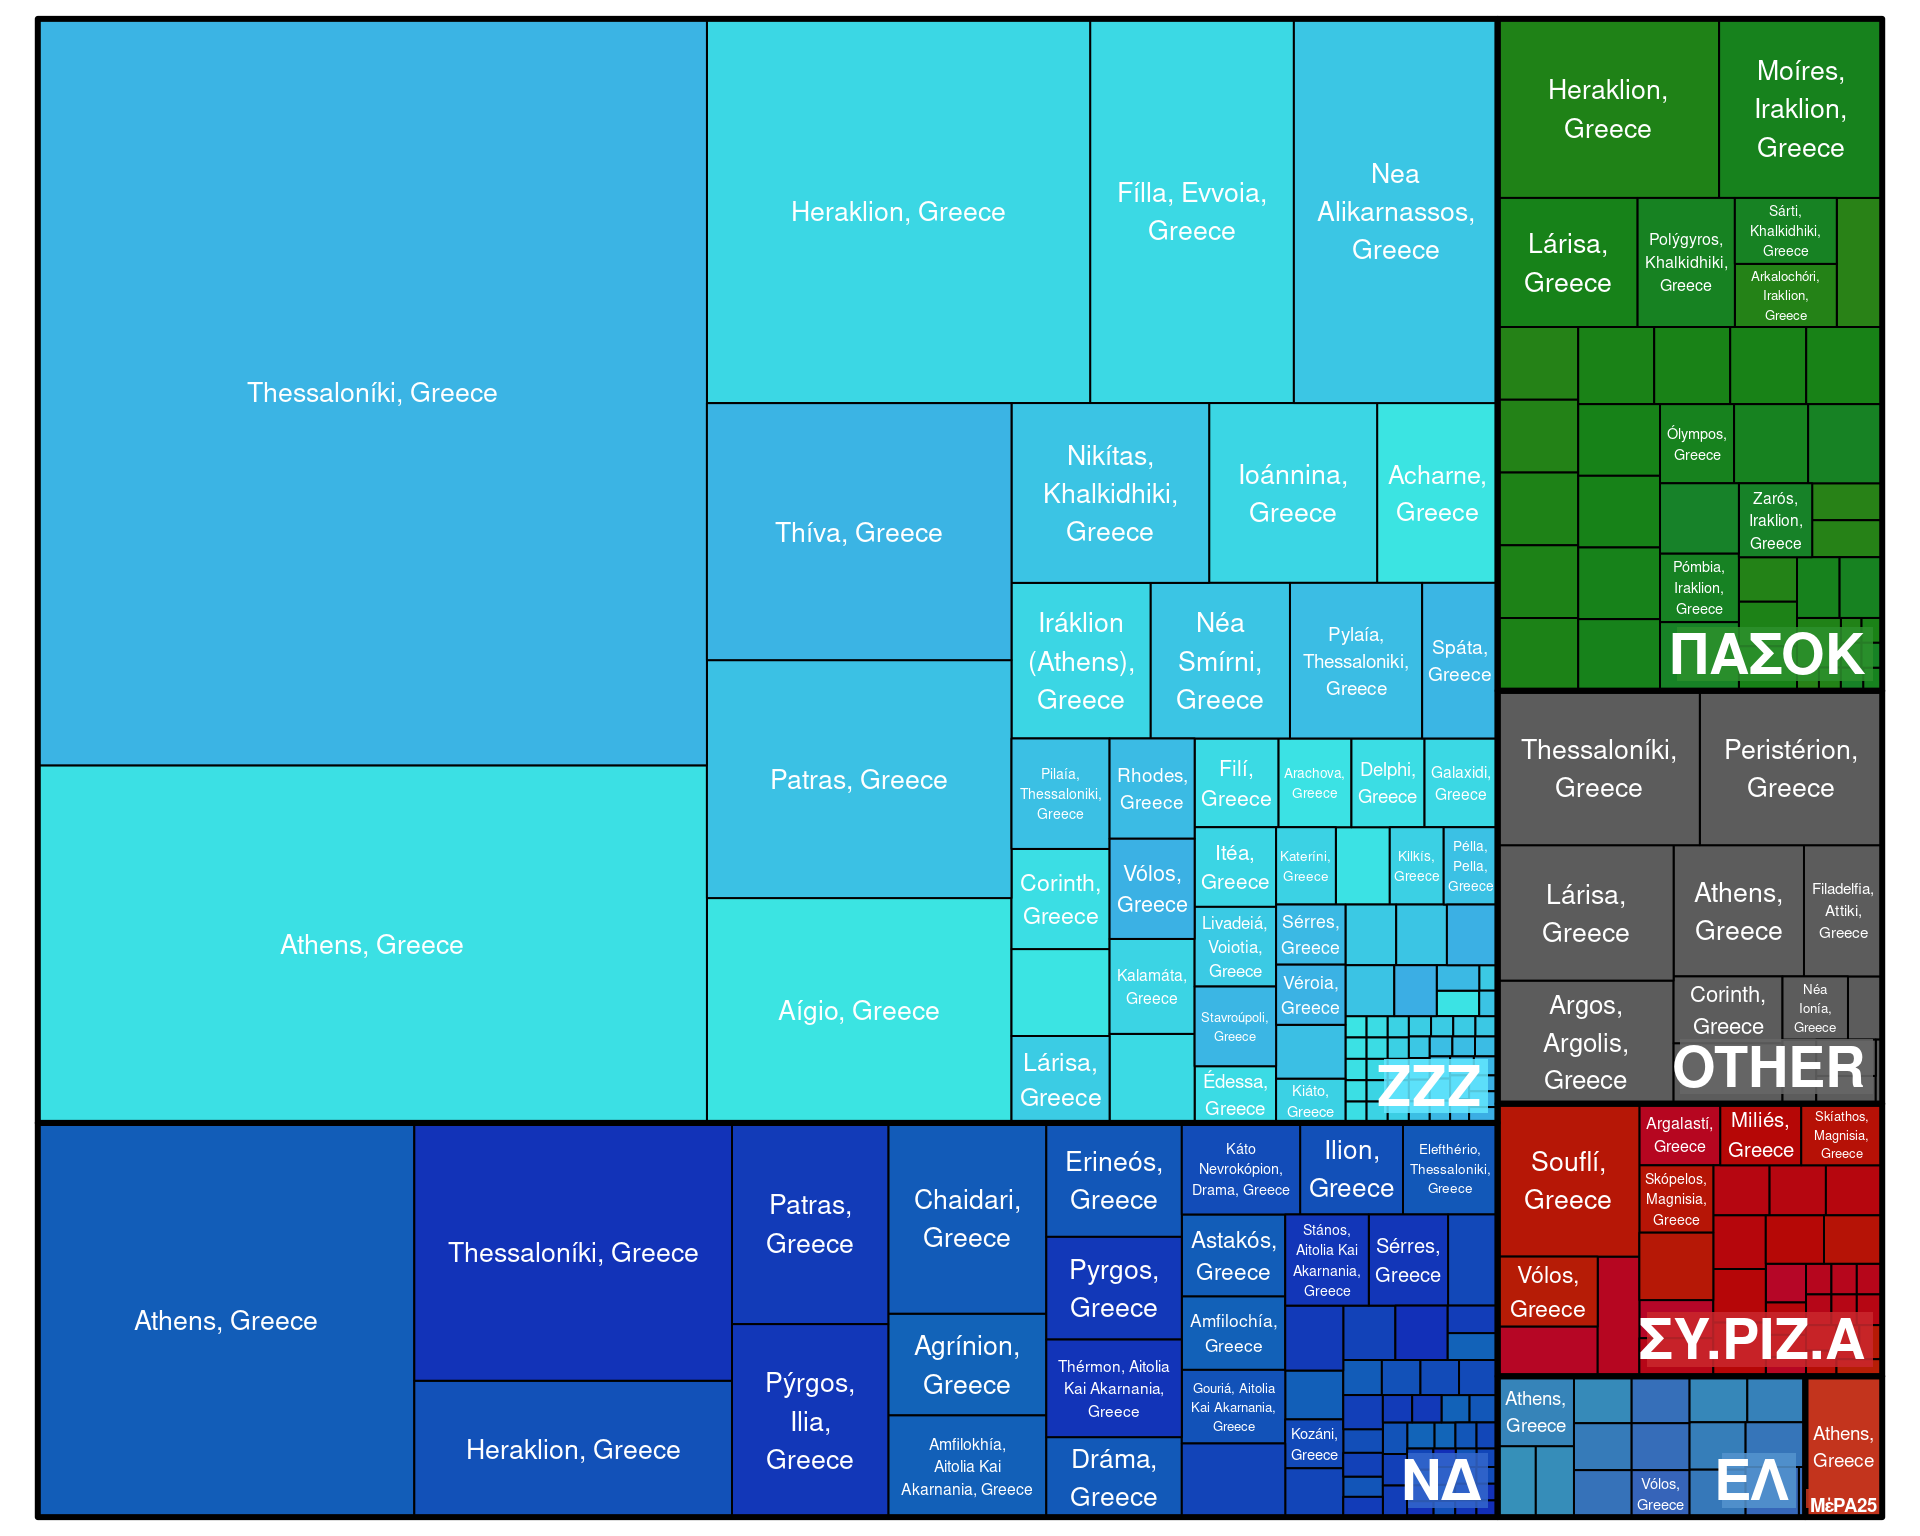 Thessaloníki, Greece
Athens, Greece
Heraklion, Greece
Fílla, Evvoia,
Greece
Nea
Alikarnassos,
Greece
Thíva, Greece
Patras, Greece
Aígio, Greece
Nikítas,
Khalkidhiki,
Greece
Ioánnina,
Greece
Acharne,
Greece
Iráklion
(Athens),
Greece
Néa
Smírni,
Greece
Pylaía,
Thessaloniki,
Greece
Spáta,
Greece
Pilaía,
Thessaloniki,
Greece
Corinth,
Greece
Lárisa,
Greece
Rhodes,
Greece
Vólos,
Greece
Kalamáta,
Greece
Filí,
Greece
Arachova,
Greece
Delphi,
Greece
Galaxidi,
Greece
Itéa,
Greece
Livadeiá,
Voiotia,
Greece
Stavroúpoli,
Greece
Édessa,
Greece
Kateríni,
Greece
Kilkís,
Greece
Pélla,
Pella,
Greece
Sérres,
Greece
Véroia,
Greece
Kiáto,
Greece
ZZZ
Athens, Greece
Thessaloníki, Greece
Heraklion, Greece
Patras,
Greece
Pýrgos,
Ilia,
Greece
Chaidari,
Greece
Agrínion,
Greece
Amfilokhía,
Aitolia Kai
Akarnania, Greece
Erineós,
Greece
Pyrgos,
Greece
Thérmon, Aitolia
Kai Akarnania,
Greece
Dráma,
Greece
Káto
Nevrokópion,
Drama, Greece
Ilion,
Greece
Elefthério,
Thessaloniki,
Greece
Astakós,
Greece
Amfilochía,
Greece
Gouriá, Aitolia
Kai Akarnania,
Greece
Stános,
Aitolia Kai
Akarnania,
Greece
Sérres,
Greece
Kozáni,
Greece
ΝΔ
Heraklion,
Greece
Moíres,
Iraklion,
Greece
Lárisa,
Greece
Polýgyros,
Khalkidhiki,
Greece
Sárti,
Khalkidhiki,
Greece
Arkalochóri,
Iraklion,
Greece
Ólympos,
Greece
Zarós,
Iraklion,
Greece
Pómbia,
Iraklion,
Greece
ΠΑΣΟΚ
Thessaloníki,
Greece
Peristérion,
Greece
Lárisa,
Greece
Athens,
Greece
Filadelfia,
Attiki,
Greece
Argos,
Argolis,
Greece
Corinth,
Greece
Néa
Ionía,
Greece
OTHER
Souflí,
Greece
Vólos,
Greece
Argalastí,
Greece
Miliés,
Greece
Skíathos,
Magnisia,
Greece
Skópelos,
Magnisia,
Greece
ΣΥ.ΡΙΖ.Α
Athens,
Greece
Vólos,
Greece
ΕΛ
Athens,
Greece
ΜέΡΑ25